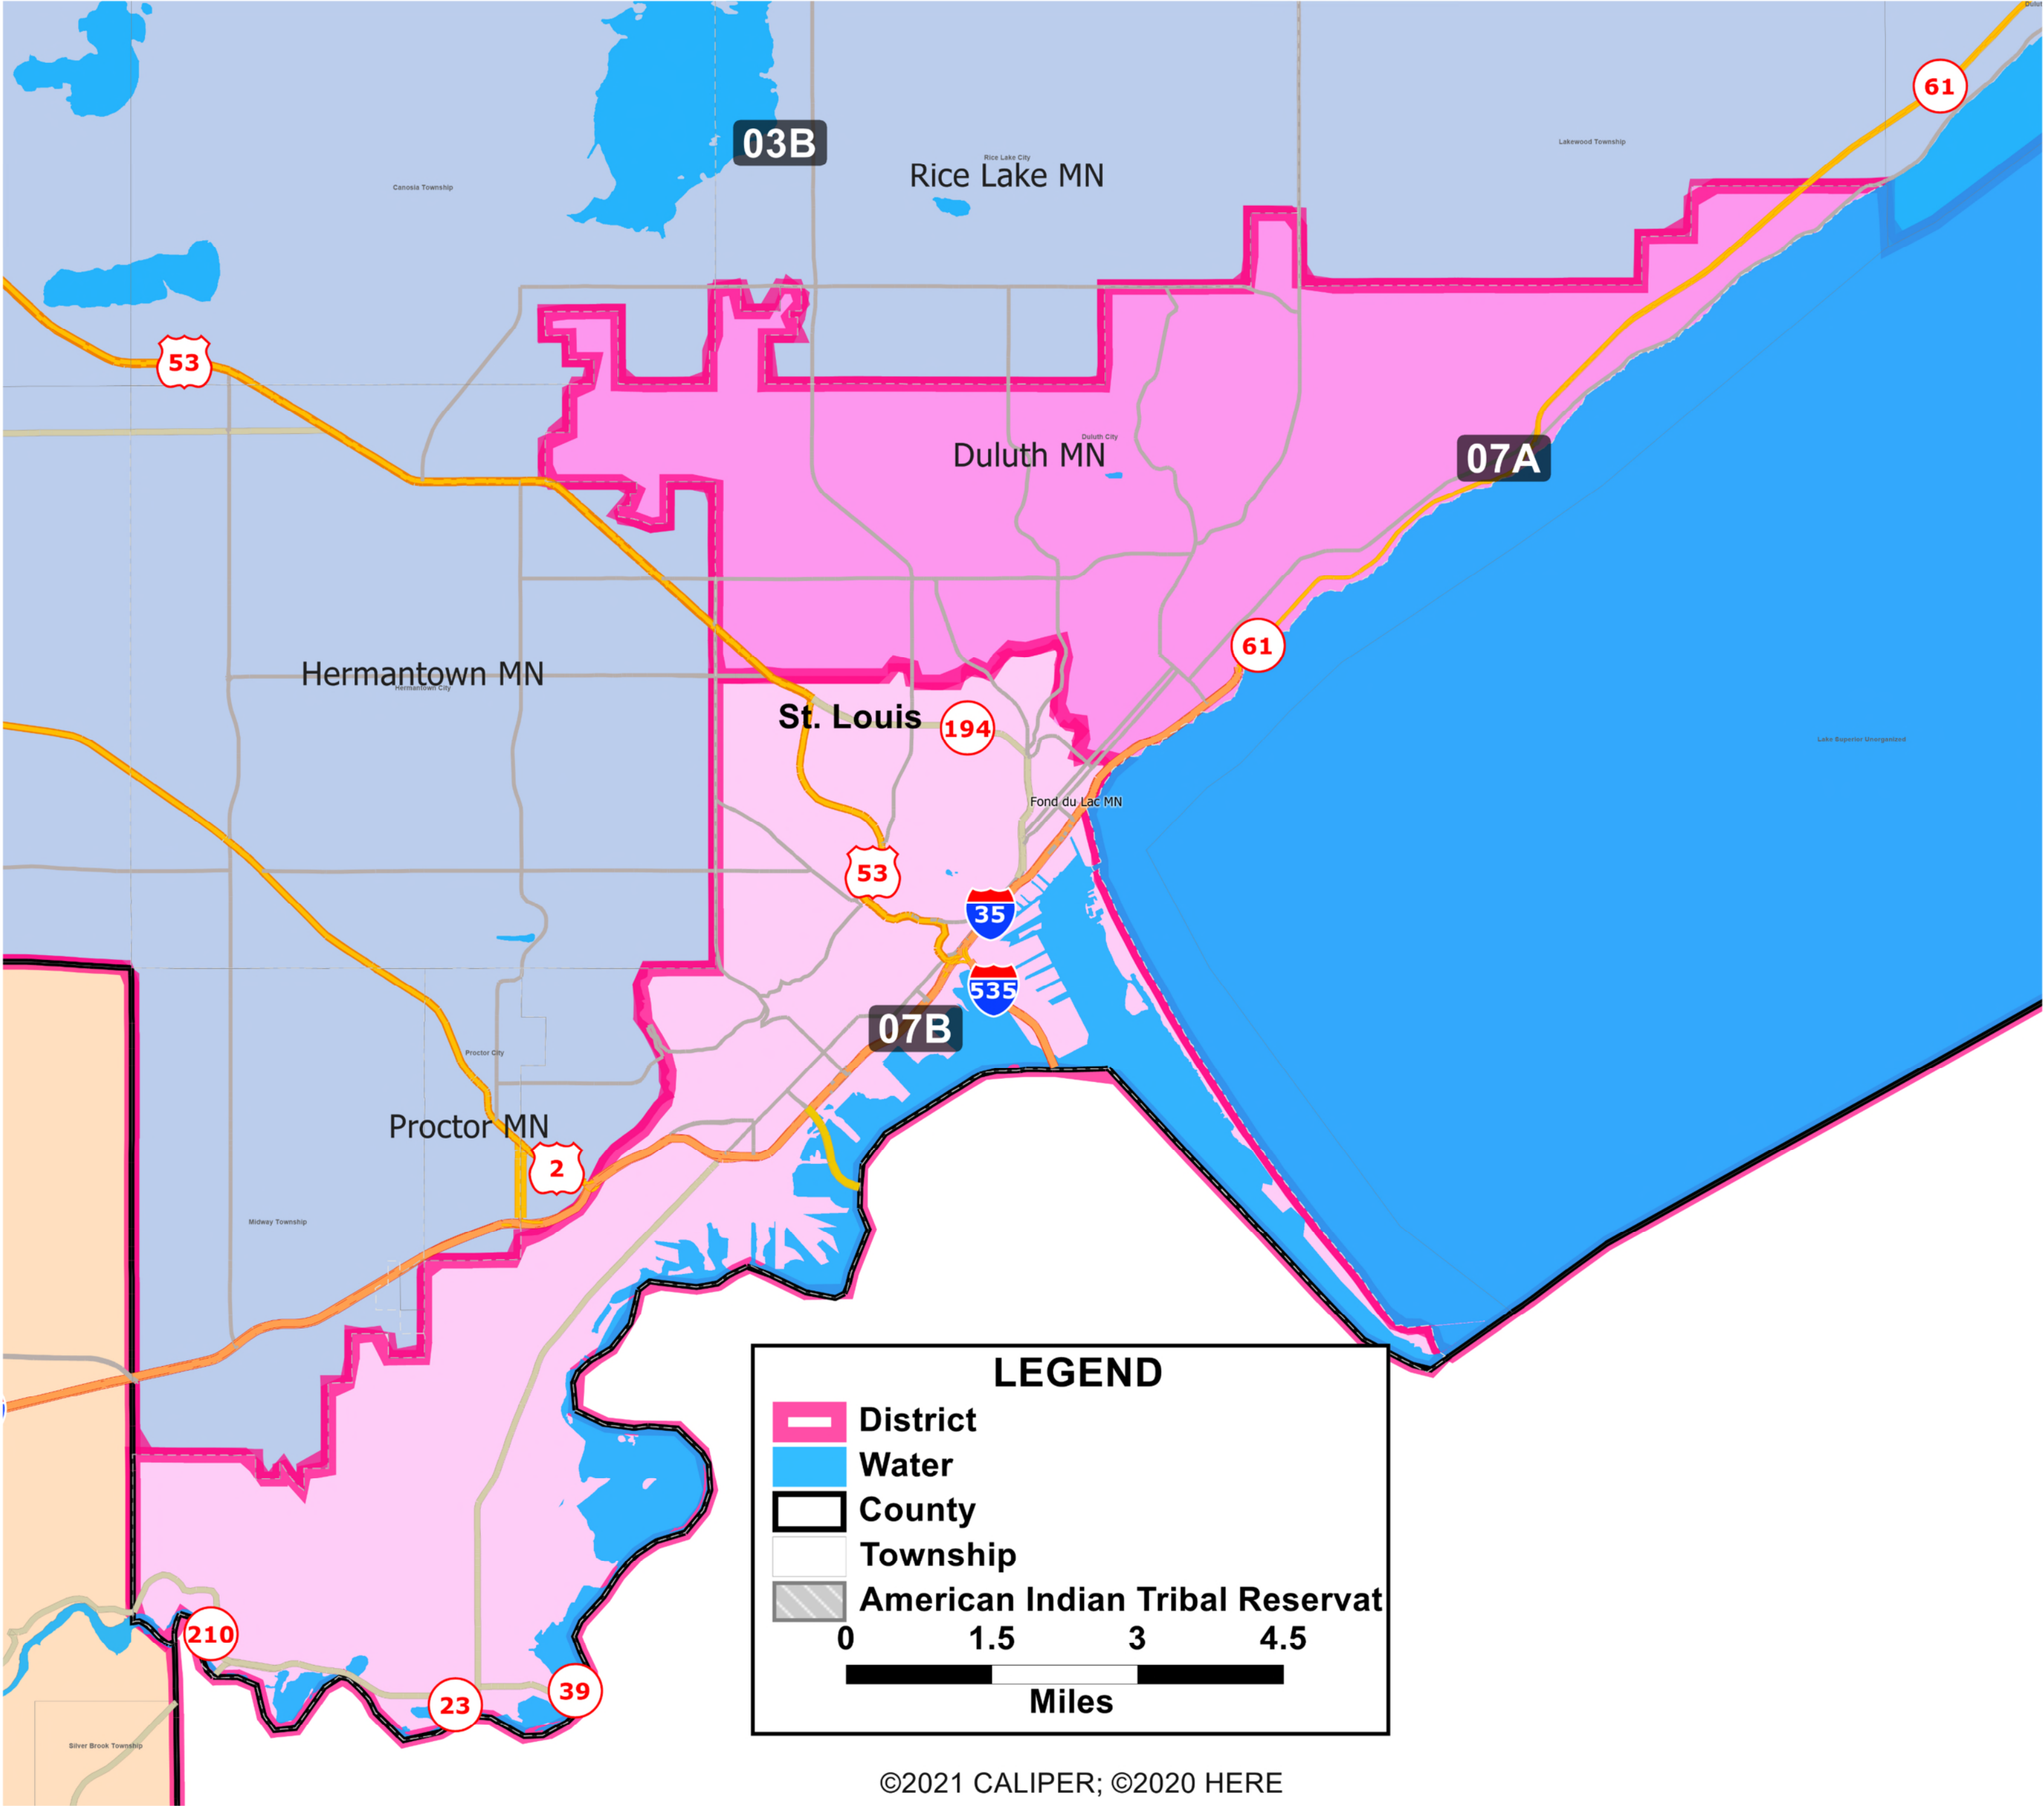 Dulut
61
03B
Lakewood Township
Rice Lake City
Rice Lake MN
Canosia Township
53
Duluth City
Duluth MN
07A
61
Hermantown MN
Hermantown City
St. Louis
194
Lake Superior Unorganized
Fond du Lac MN
53
35
535
07B
Proctor City
Proctor MN
2
Midway Township
LEGEND
District
Water
County
Township
American Indian Tribal Reservat
0 1.5 3 4.5
Miles
210
39
23
Silver Brook Township
©2021 CALIPER; ©2020 HERE